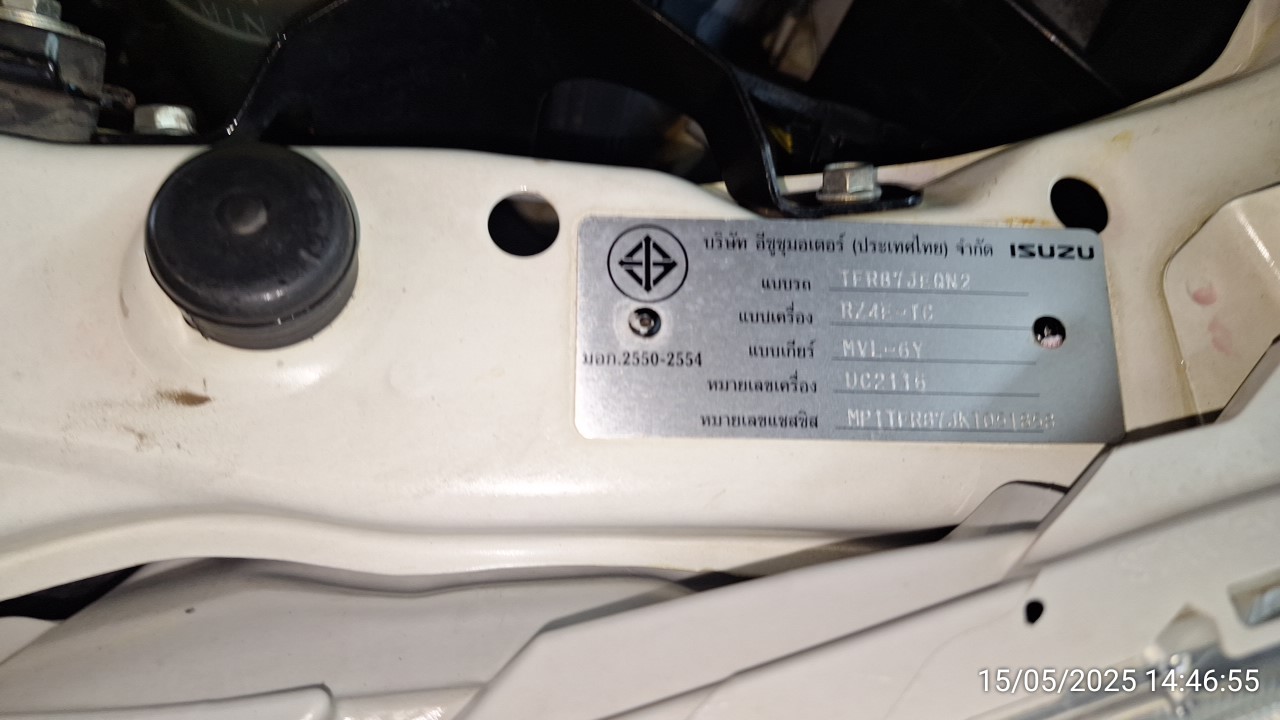 MIN
บริษัท อีซูซุมอเตอร์ (ประเทศไทย) จำกัด ISUZU
แบบรถ TFR87JEQN2
แบบเครื่อง RZ4E-TC
แบบเกียร์ MVL-6Y
มอก.2550-2554
หมายเลขเครื่อง UC2116
หมายเลขแชสซิส
15/05/2025 14:46:55